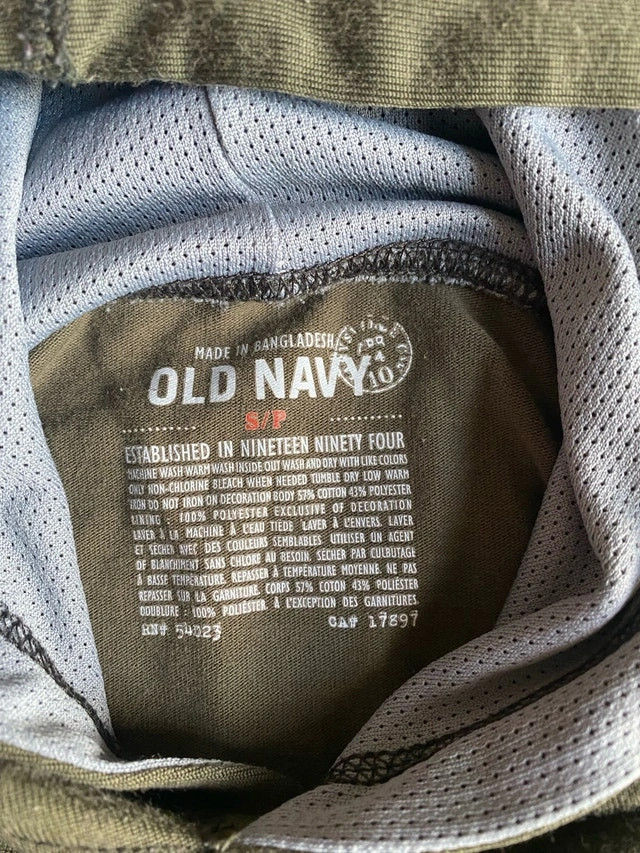 MADE IN BANGLADESH
OLD NAVY
10
S/P
ESTABLISHED IN NINETEEN NINETY FOUR
MACHINE WASH WARM WASH INSIDE OUT WASH AND DRY WITH LIKE COLORS
ONLY NON-CHLORINE BLEACH WHEN NEEDED TUMBLE DRY LOW WARM
IRON DO NOT IRON ON DECORATION BODY 57% COTTON 43% POLYESTER
LINING : 100% POLYESTER EXCLUSIVE OF DECORATION
LAVER À LA MACHINE À L'EAU TIEDE LAVER À L'ENVERS. LAVER
ET SECHER AVEC DES COULEURS SEMBLABLES UTILISER UN AGENT
DE BLANCHIMENT SANS CHLORE AU BESOIN. SÉCHER PAR CULBUTAGE
À BASSE TEMPÉRATURE. REPASSER À TEMPÉRATURE MOYENNE. NE PAS
REPASSER SUR LA GARNITURE. CORPS 57% COTON 43% POLIÉSTER
DOUBLURE : 100% POLIÉSTER À L'EXCEPTION DES GARNITURES.
RN# 54023 CA# 17897